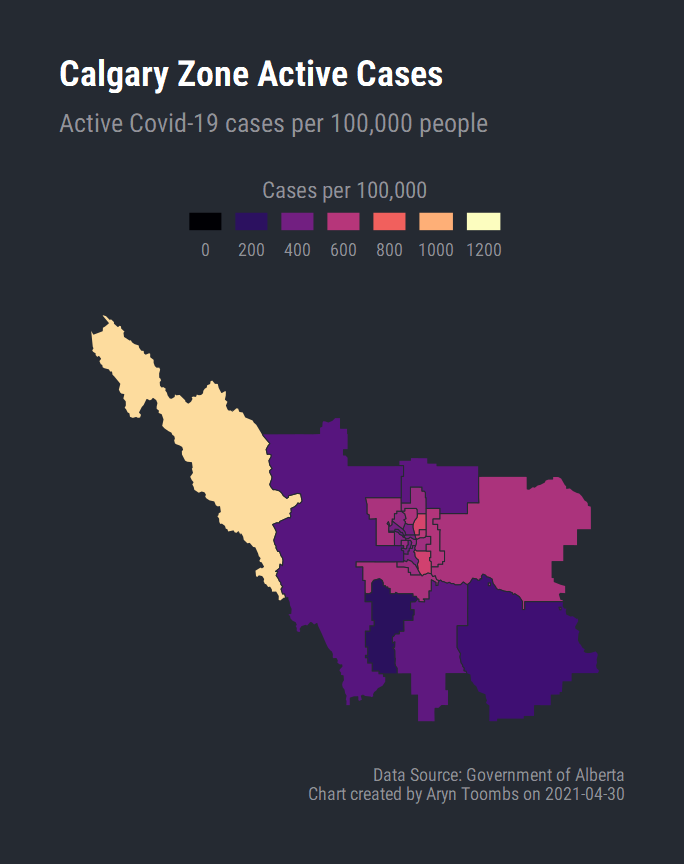 Calgary Zone Active Cases
Active Covid-19 cases per 100,000 people
Cases per 100,000
0 200 400 600 800 1000 1200
Data Source: Government of Alberta
Chart created by Aryn Toombs on 2021-04-30